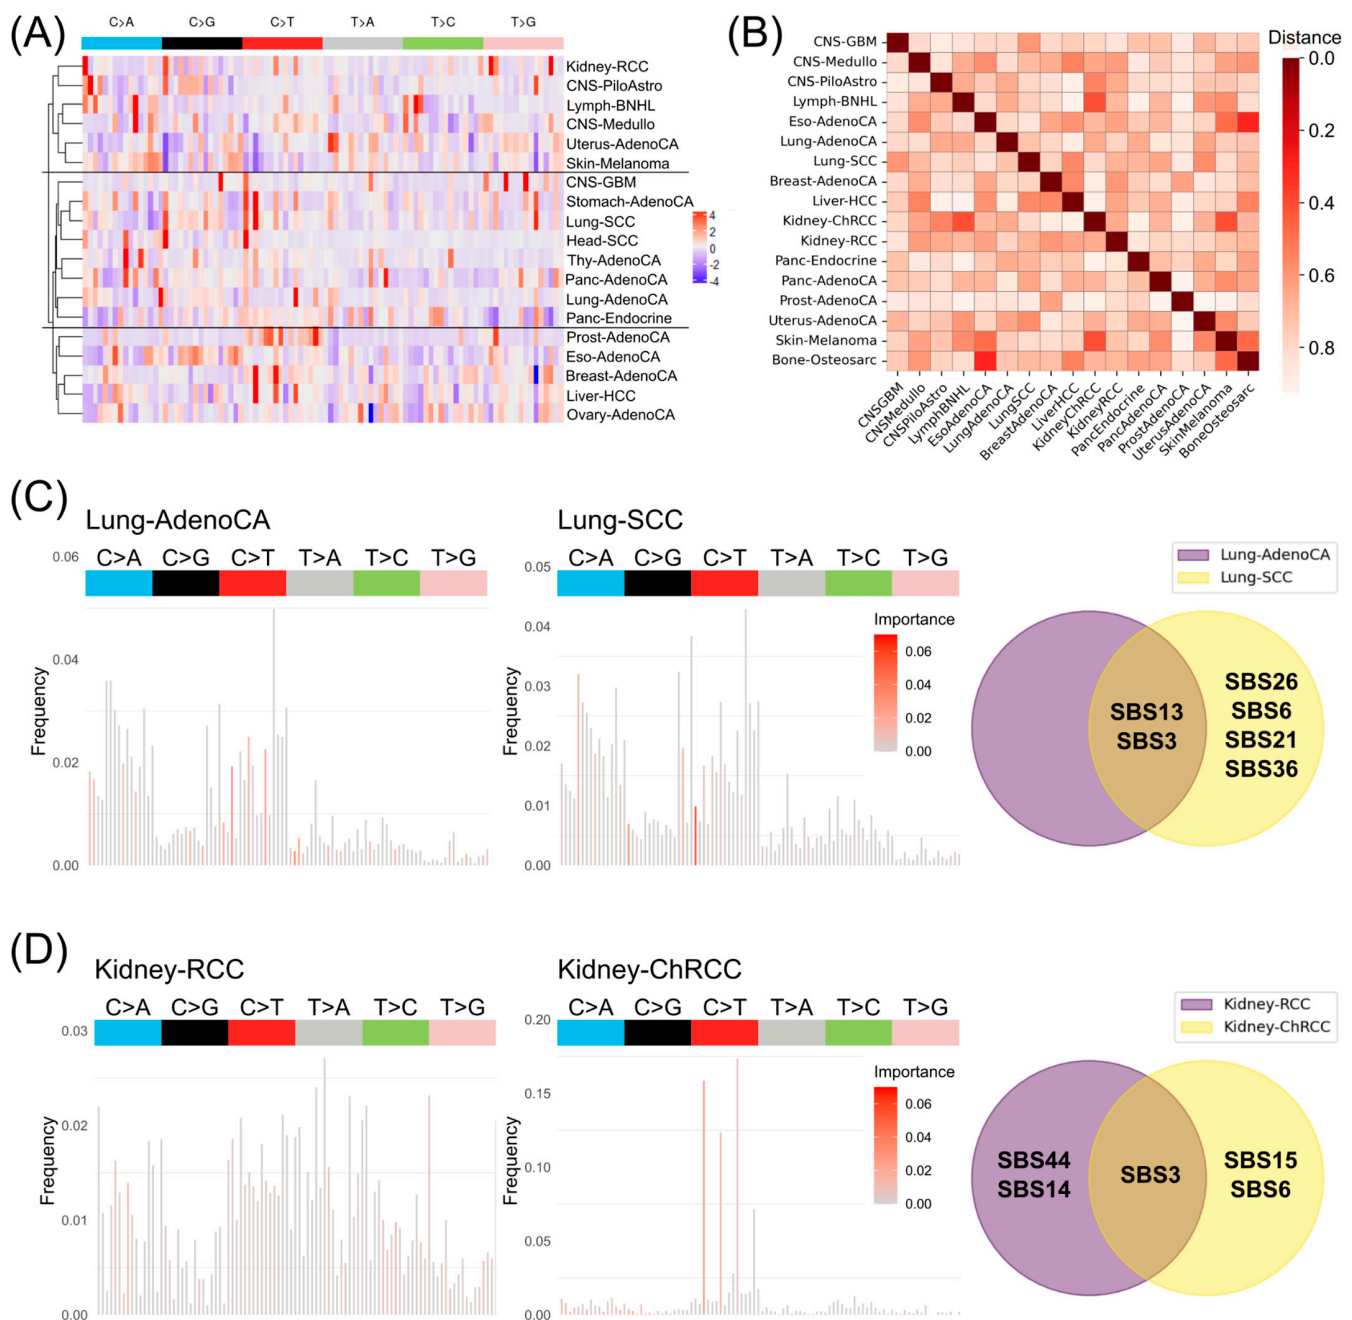 (A)
C>A C>G C>T T>A T>C T>G
Kidney-RCC
CNS-PiloAstro
Lymph-BNHL
CNS-Medullo
Uterus-AdenoCA
Skin-Melanoma
CNS-GBM
Stomach-AdenoCA
Lung-SCC
Head-SCC
Thy-AdenoCA
Panc-AdenoCA
Lung-AdenoCA
Panc-Endocrine
Prost-AdenoCA
Eso-AdenoCA
Breast-AdenoCA
Liver-HCC
Ovary-AdenoCA
4
2
0
-2
-4
(B)
CNS-GBM
CNS-Medullo
CNS-PiloAstro
Lymph-BNHL
Eso-AdenoCA
Lung-AdenoCA
Lung-SCC
Breast-AdenoCA
Liver-HCC
Kidney-ChRCC
Kidney-RCC
Panc-Endocrine
Panc-AdenoCA
Prost-AdenoCA
Uterus-AdenoCA
Skin-Melanoma
Bone-Osteosarc
CNSGBM
CNSMedullo
CNSPiloAstro
LymphBNHL
EsoAdenoCA
LungAdenoCA
LungSCC
BreastAdenoCA
LiverHCC
KidneyChRCC
KidneyRCC
PancEndocrine
PancAdenoCA
ProstAdenoCA
UterusAdenoCA
SkinMelanoma
BoneOsteosarc
Distance
0.0
0.2
0.4
0.6
0.8
(C)
Lung-AdenoCA
C>A C>G C>T T>A T>C T>G
0.06
0.04
0.02
0.00
Frequency
Lung-SCC
C>A C>G C>T T>A T>C T>G
0.05
0.04
0.03
0.02
0.01
0.00
Frequency
Importance
0.06
0.04
0.02
0.00
Lung-AdenoCA
Lung-SCC
SBS13
SBS3
SBS26
SBS6
SBS21
SBS36
(D)
Kidney-RCC
C>A C>G C>T T>A T>C T>G
0.03
0.02
0.01
0.00
Frequency
Kidney-ChRCC
C>A C>G C>T T>A T>C T>G
0.20
0.15
0.10
0.05
0.00
Frequency
Importance
0.06
0.04
0.02
0.00
Kidney-RCC
Kidney-ChRCC
SBS44
SBS14
SBS3
SBS15
SBS6